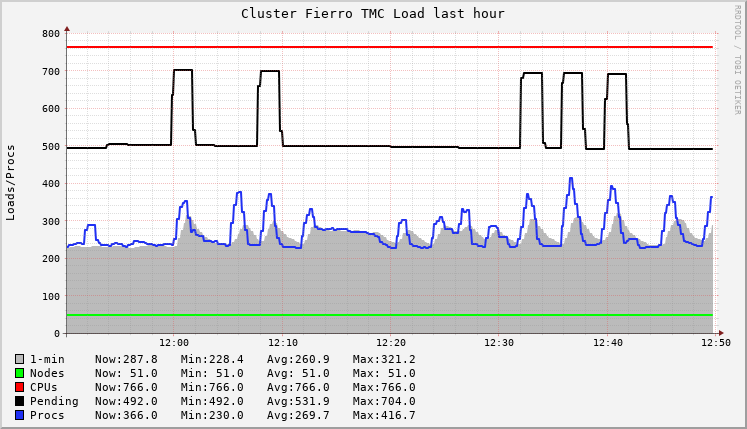 Cluster Fierro TMC Load last hour
RRDTOOL / TOBI OETIKER
Loads/Procs
800
700
600
500
400
300
200
100
0
12:00 12:10 12:20 12:30 12:40 12:50
1-min Now:287.8 Min:228.4 Avg:260.9 Max:321.2
Nodes Now: 51.0 Min: 51.0 Avg: 51.0 Max: 51.0
CPUs Now:766.0 Min:766.0 Avg:766.0 Max:766.0
Pending Now:492.0 Min:492.0 Avg:531.9 Max:704.0
Procs Now:366.0 Min:230.0 Avg:269.7 Max:416.7